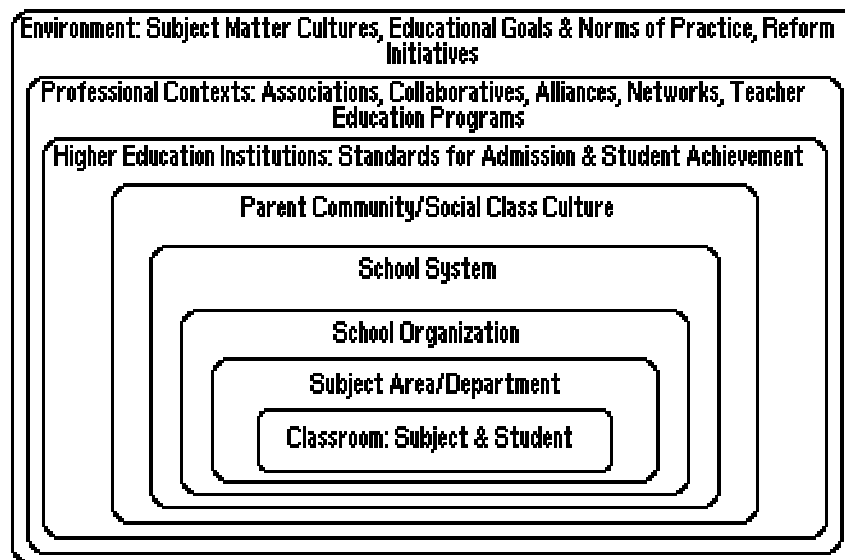 Environment: Subject Matter Cultures, Educational Goals & Norms of Practice, Reform
Initiatives
Professional Contexts: Associations, Collaboratives, Alliances, Networks, Teacher
Education Programs
Higher Education Institutions: Standards for Admission & Student Achievement
Parent Community/Social Class Culture
School System
School Organization
Subject Area/Department
Classroom: Subject & Student